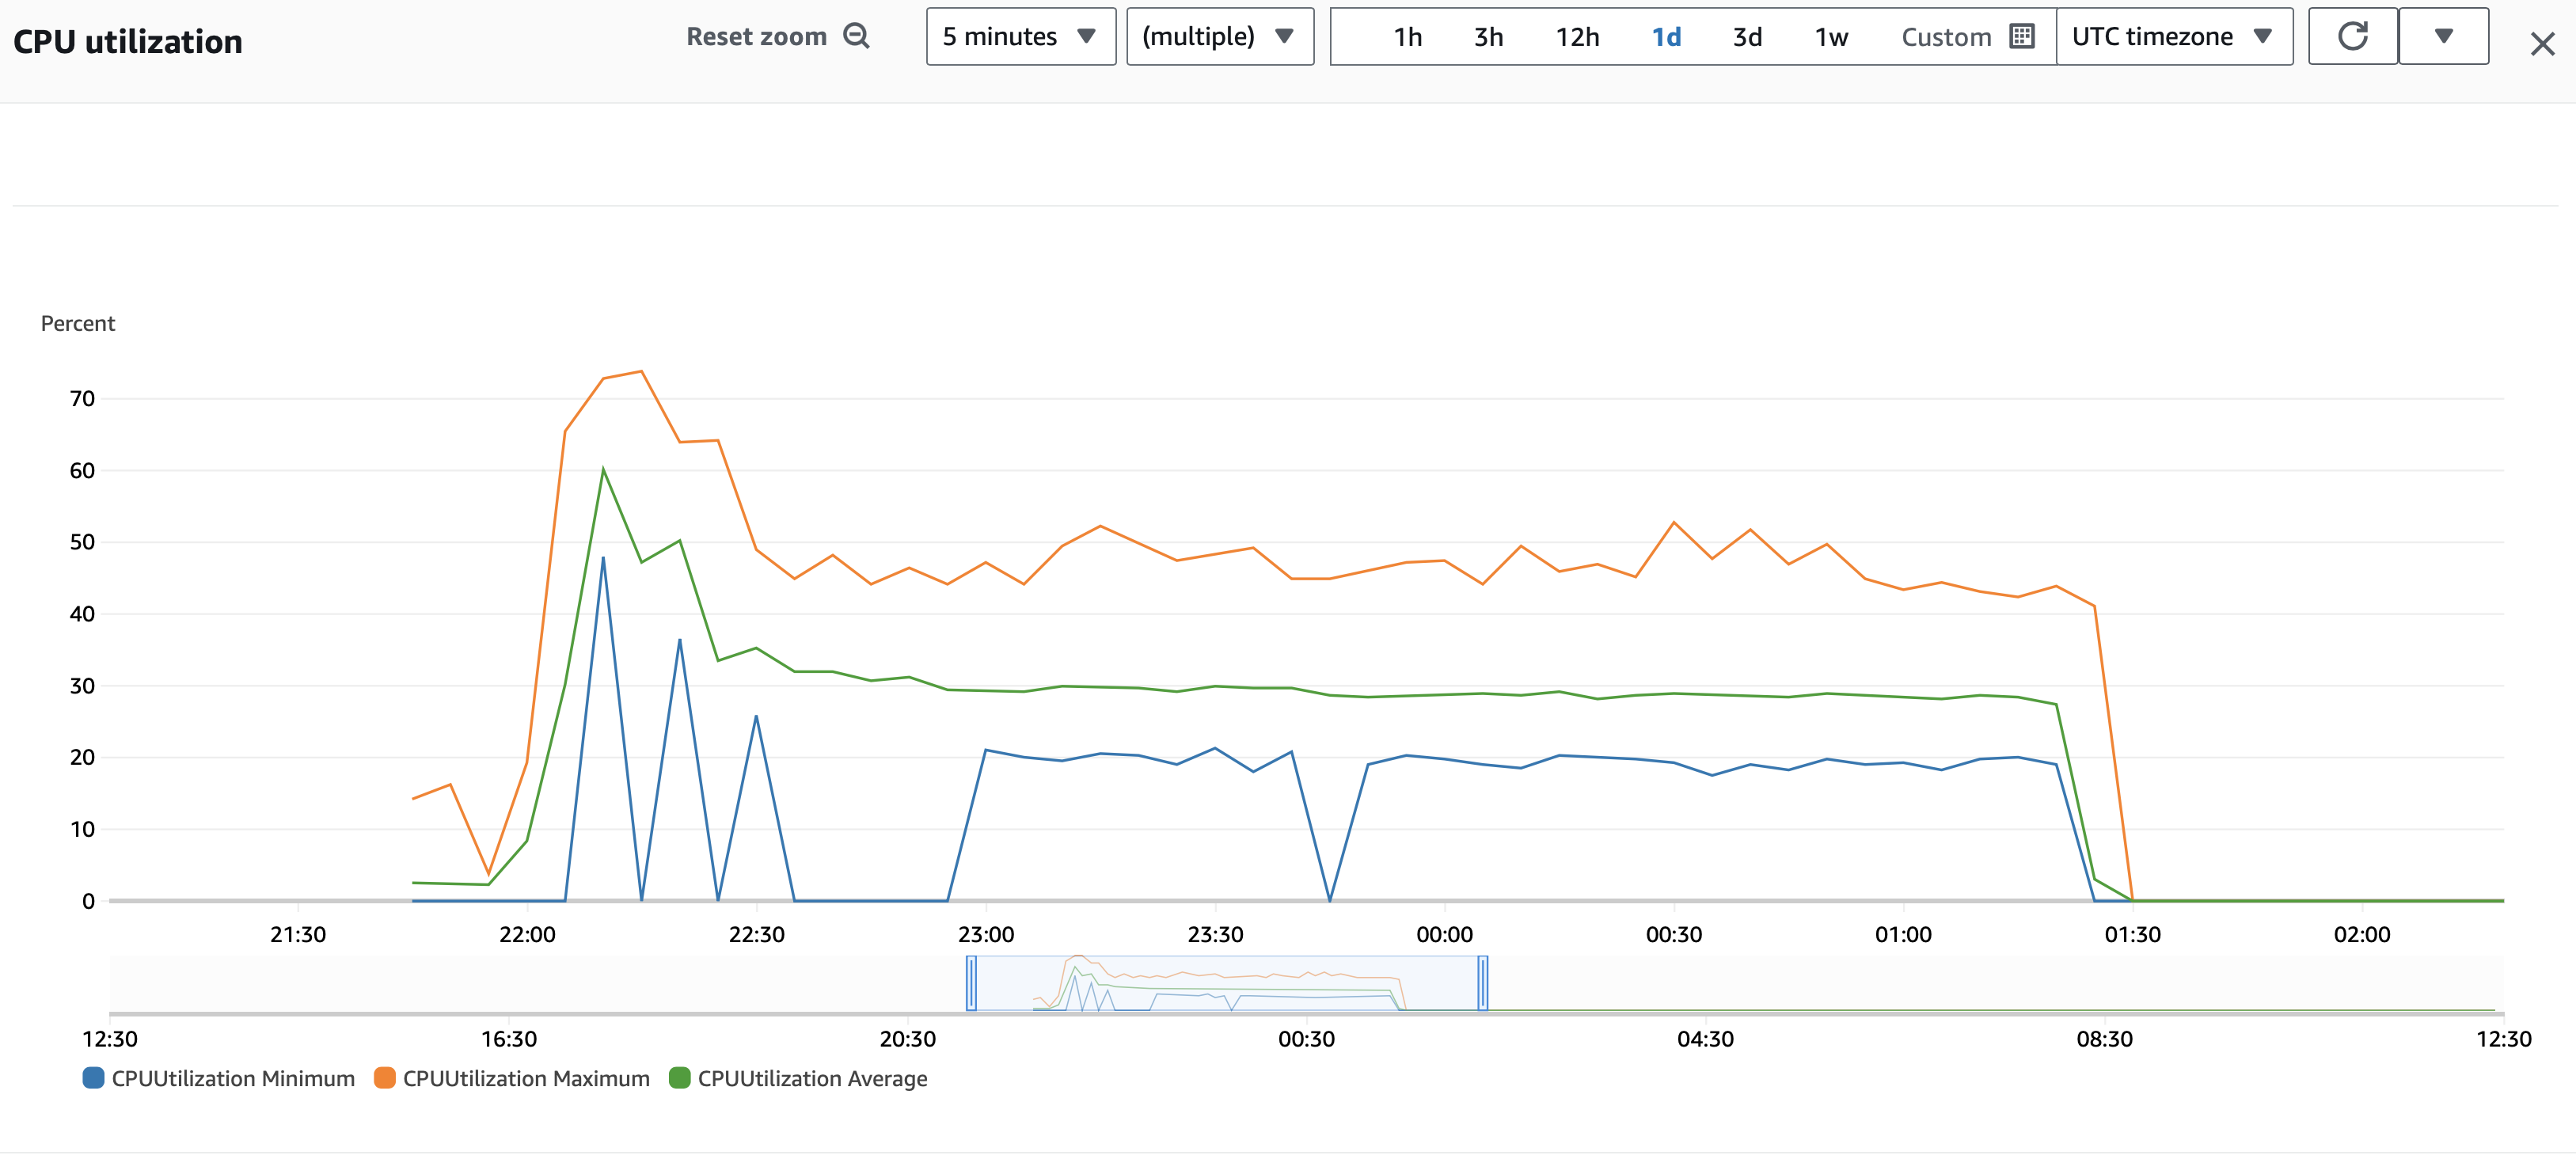 CPU utilization
Reset zoom
5 minutes
(multiple)
1h 3h 12h 1d 3d 1w Custom
UTC timezone
Percent
70
60
50
40
30
20
10
0
21:30 22:00 22:30 23:00 23:30 00:00 00:30 01:00 01:30 02:00
12:30 16:30 20:30 00:30 04:30 08:30 12:30
CPUUtilization Minimum CPUUtilization Maximum CPUUtilization Average